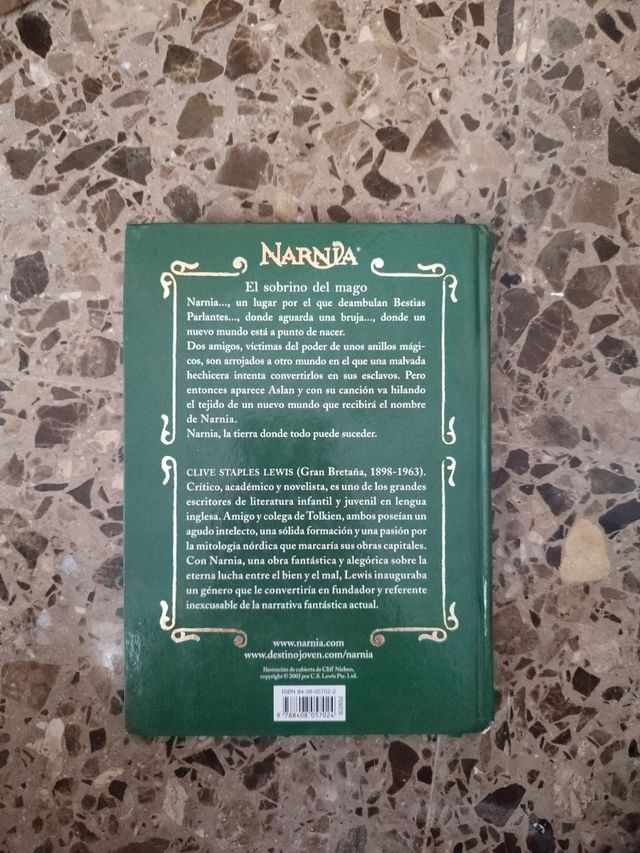 NARNIA®
El sobrino del mago
Narnia..., un lugar por el que deambulan Bestias
Parlantes..., donde aguarda una bruja..., donde un
nuevo mundo está a punto de nacer.
Dos amigos, víctimas del poder de unos anillos mági-
cos, son arrojados a otro mundo en el que una malvada
hechicera intenta convertirlos en sus esclavos. Pero
entonces aparece Aslan y con su canción va hilando
el tejido de un nuevo mundo que recibirá el nombre
de Narnia.
Narnia, la tierra donde todo puede suceder.
CLIVE STAPLES LEWIS (Gran Bretaña, 1898-1963).
Crítico, académico y novelista, es uno de los grandes
escritores de literatura infantil y juvenil en lengua
inglesa. Amigo y colega de Tolkien, ambos poseían un
agudo intelecto, una sólida formación y una pasión por
la mitología nórdica que marcaría sus obras capitales.
Con Narnia, una obra fantástica y alegórica sobre la
eterna lucha entre el bien y el mal, Lewis inauguraba
un género que le convertiría en fundador y referente
inexcusable de la narrativa fantástica actual.
www.narnia.com
www.destinojoven.com/narnia
Ilustración de cubierta de Cliff Nielsen,
copyright © 2002 por C.S. Lewis Pte. Ltd.
ISBN 84-08-05702-2
9 788408 057024
302652